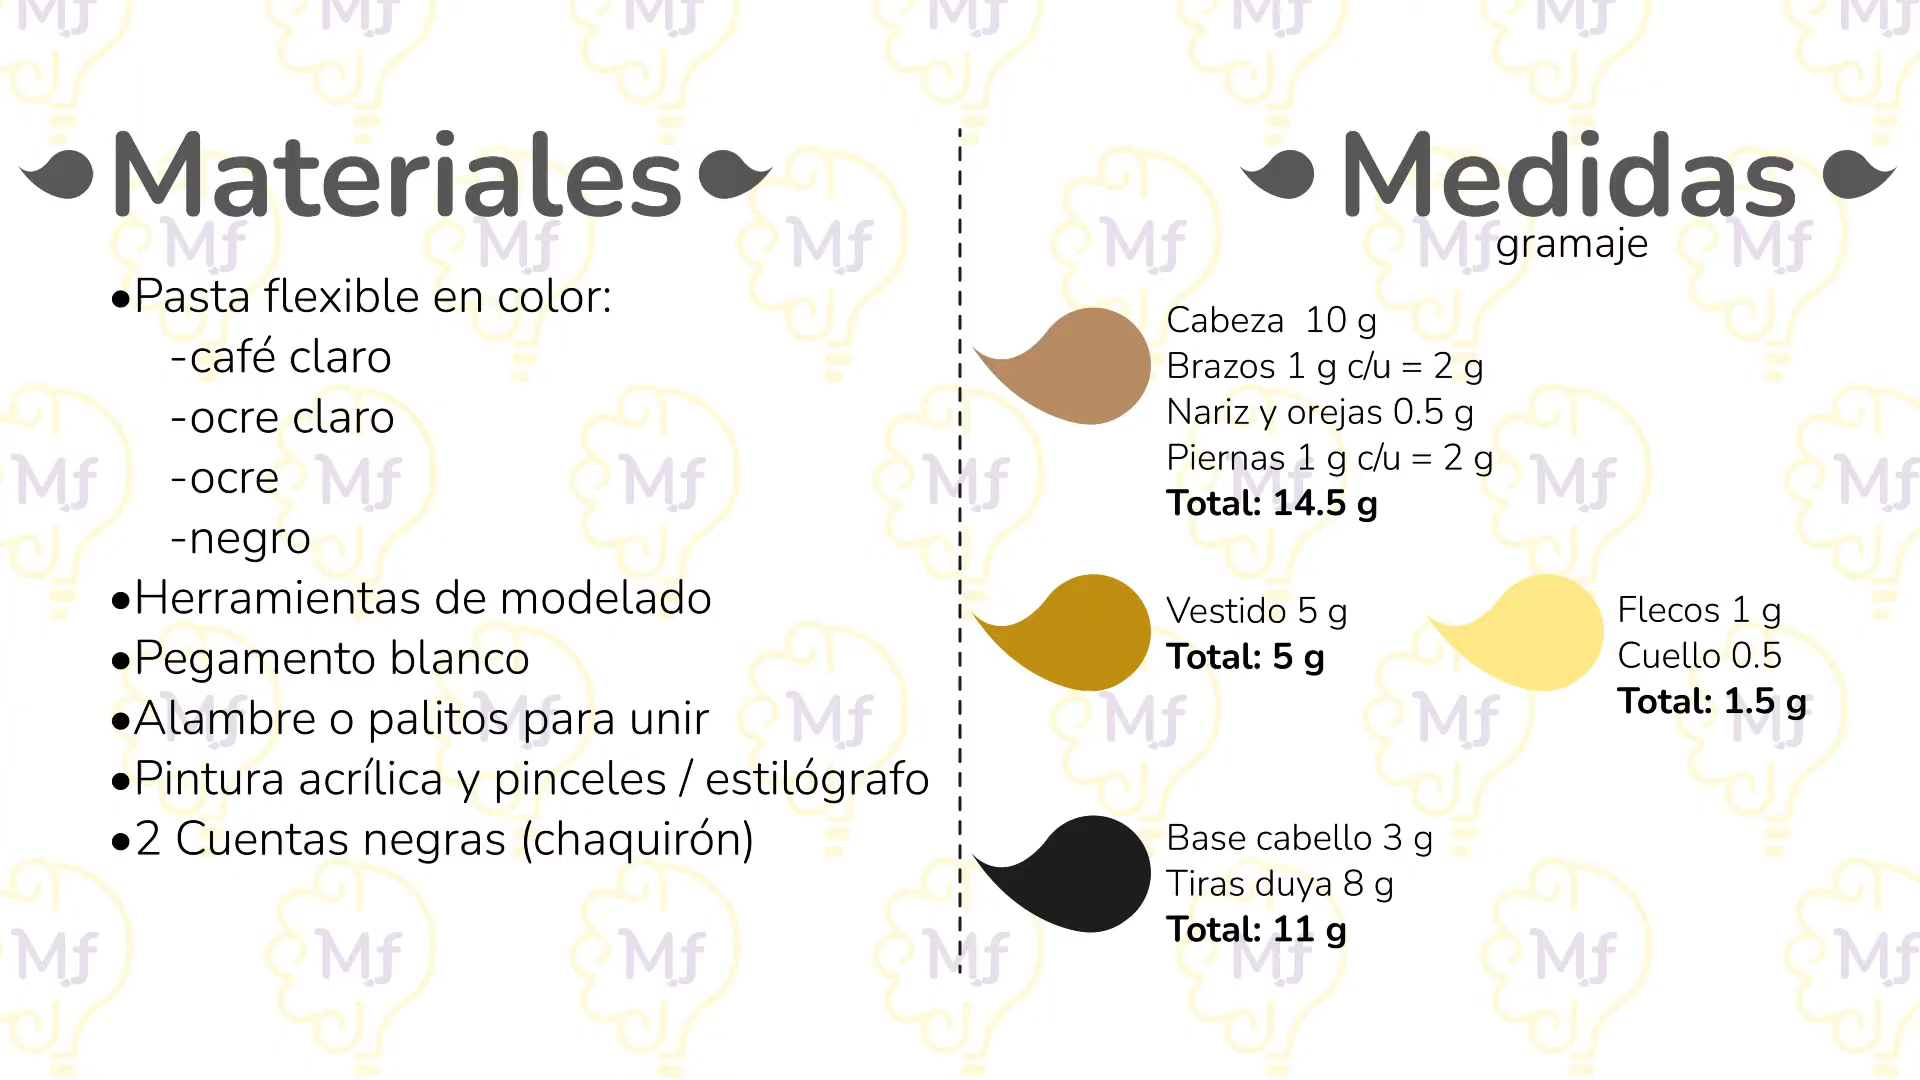 Materiales
•Pasta flexible en color:
-café claro
-ocre claro
-ocre
-negro
•Herramientas de modelado
•Pegamento blanco
•Alambre o palitos para unir
•Pintura acrílica y pinceles / estilógrafo
•2 Cuentas negras (chaquirón)
Medidas
gramaje
Cabeza 10 g
Brazos 1 g c/u = 2 g
Nariz y orejas 0.5 g
Piernas 1 g c/u = 2 g
Total: 14.5 g
Vestido 5 g
Total: 5 g
Flecos 1 g
Cuello 0.5
Total: 1.5 g
Base cabello 3 g
Tiras duya 8 g
Total: 11 g
Mf